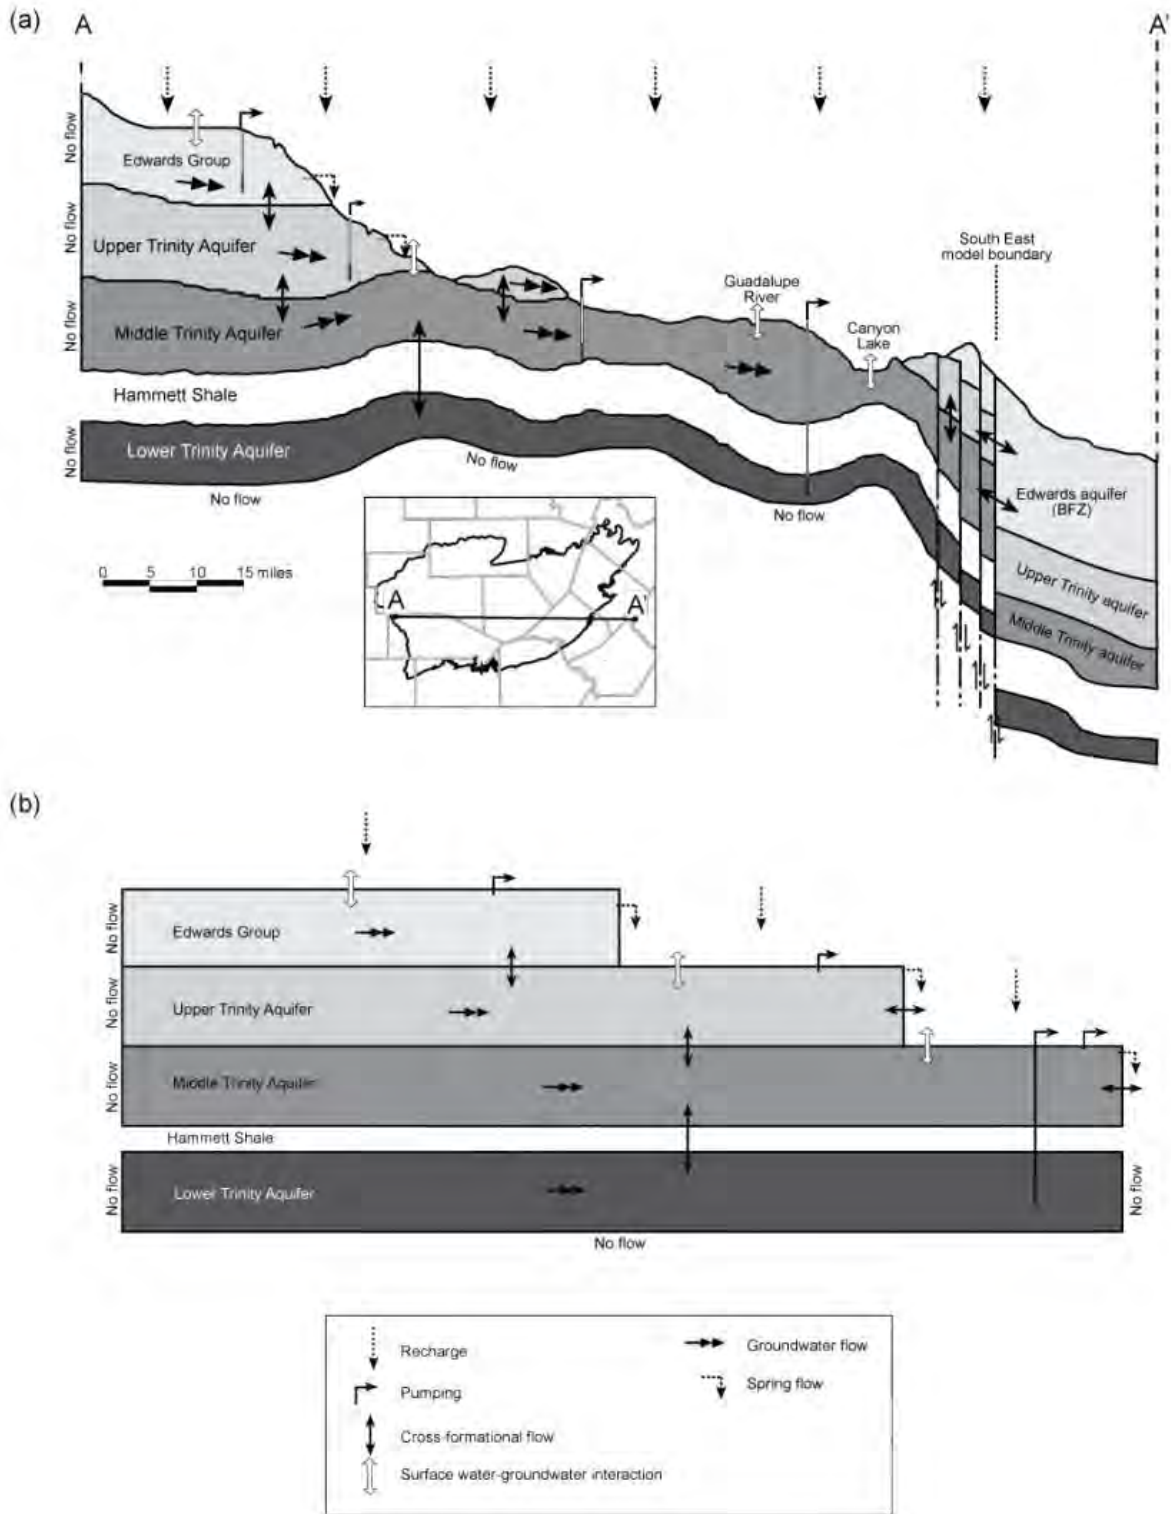 (a)
A
A'
No flow
Edwards Group
No flow
Upper Trinity Aquifer
South East
model boundary
Guadalupe
River
No flow
Middle Trinity Aquifer
Canyon
Lake
Hammett Shale
No flow
Lower Trinity Aquifer
No flow
No flow
No flow
Edwards aquifer
(BFZ)
Upper Trinity aquifer
Middle Trinity aquifer
0 5 10 15 miles
A
A'
(b)
No flow
Edwards Group
No flow
Upper Trinity Aquifer
No flow
Middle Trinity Aquifer
Hammett Shale
No flow
Lower Trinity Aquifer
No flow
No flow
Recharge
Groundwater flow
Pumping
Spring flow
Cross-formational flow
Surface water-groundwater interaction